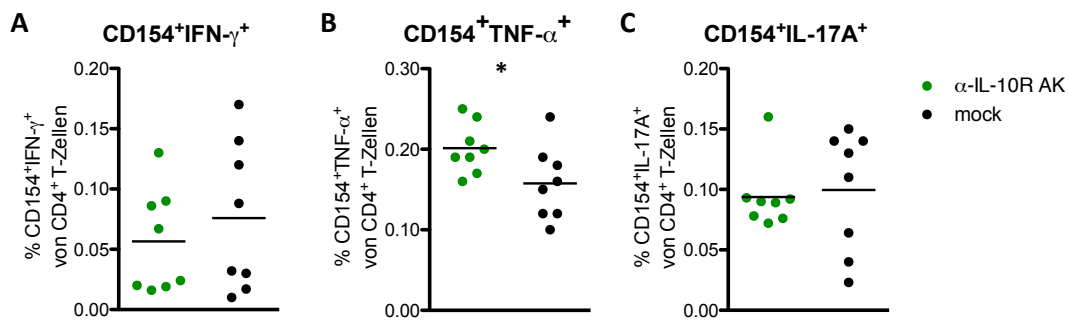 A
CD154⁺IFN-γ⁺
% CD154⁺IFN-γ⁺
von CD4⁺ T-Zellen
0.20
0.15
0.10
0.05
0.00
B
CD154⁺TNF-α⁺
*
% CD154⁺TNF-α⁺
von CD4⁺ T-Zellen
0.30
0.20
0.10
0.00
C
CD154⁺IL-17A⁺
% CD154⁺IL-17A⁺
von CD4⁺ T-Zellen
0.20
0.15
0.10
0.05
0.00
α-IL-10R AK
mock